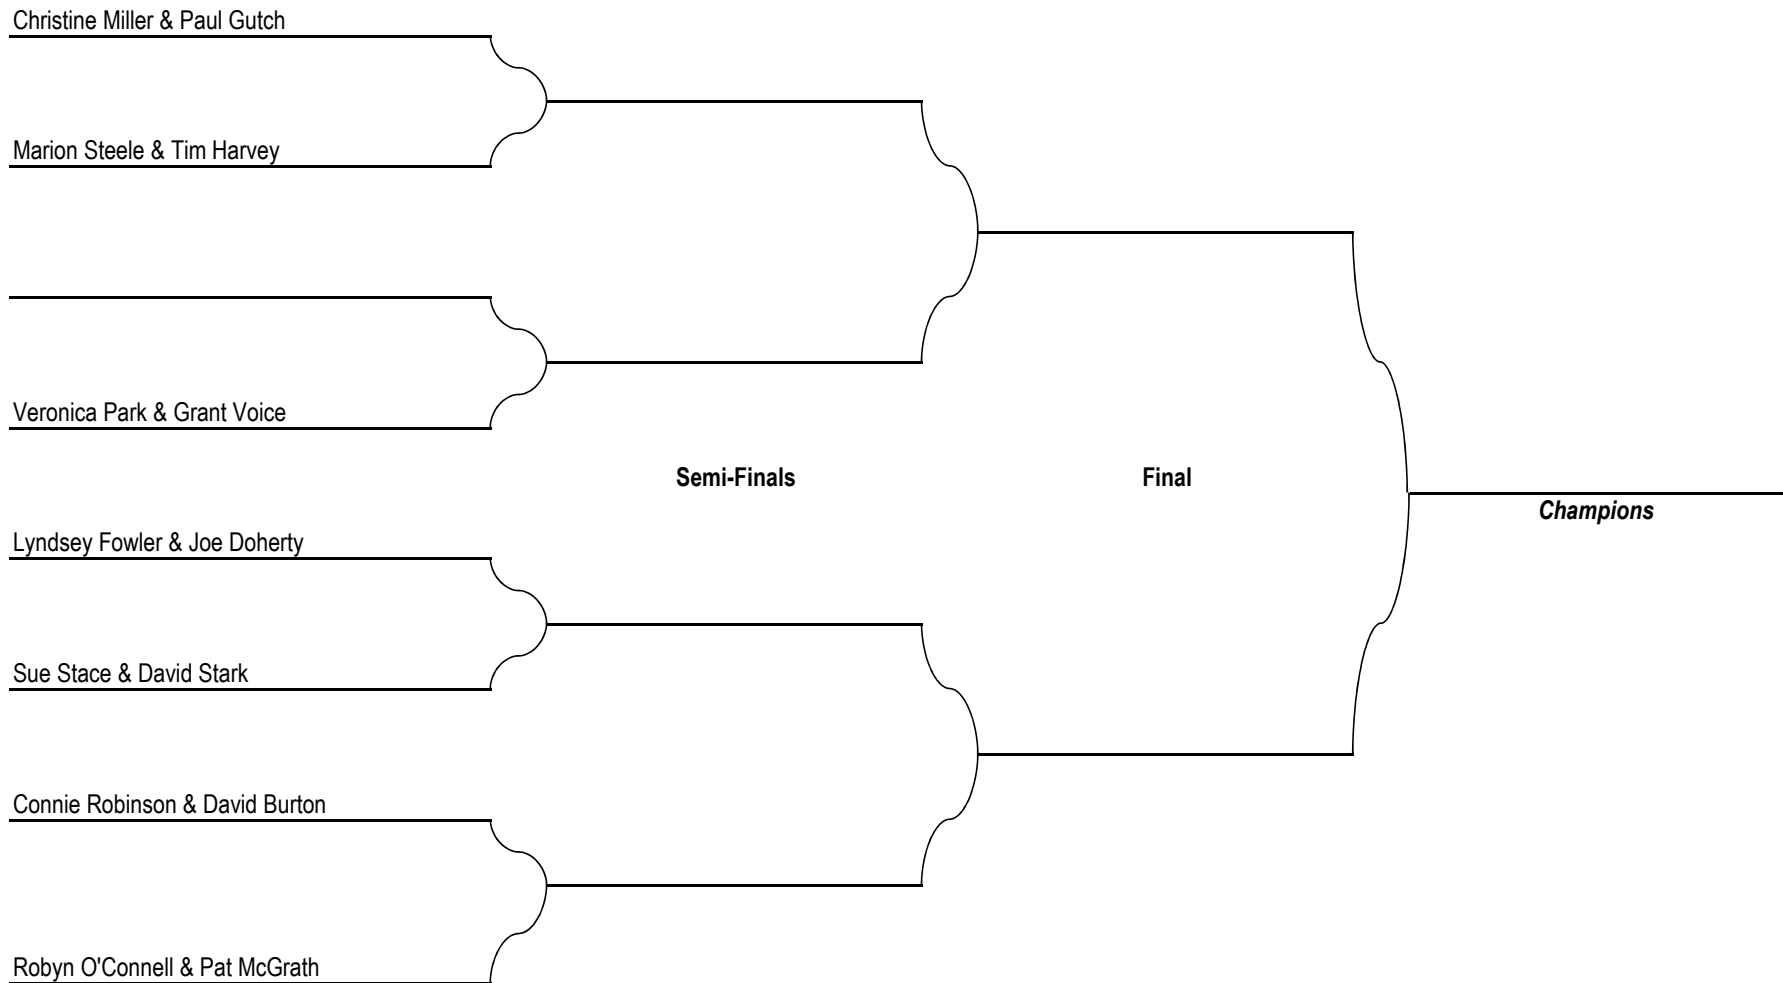 Christine Miller & Paul Gutch
Marion Steele & Tim Harvey
Veronica Park & Grant Voice
Semi-Finals
Final
Champions
Lyndsey Fowler & Joe Doherty
Sue Stace & David Stark
Connie Robinson & David Burton
Robyn O'Connell & Pat McGrath